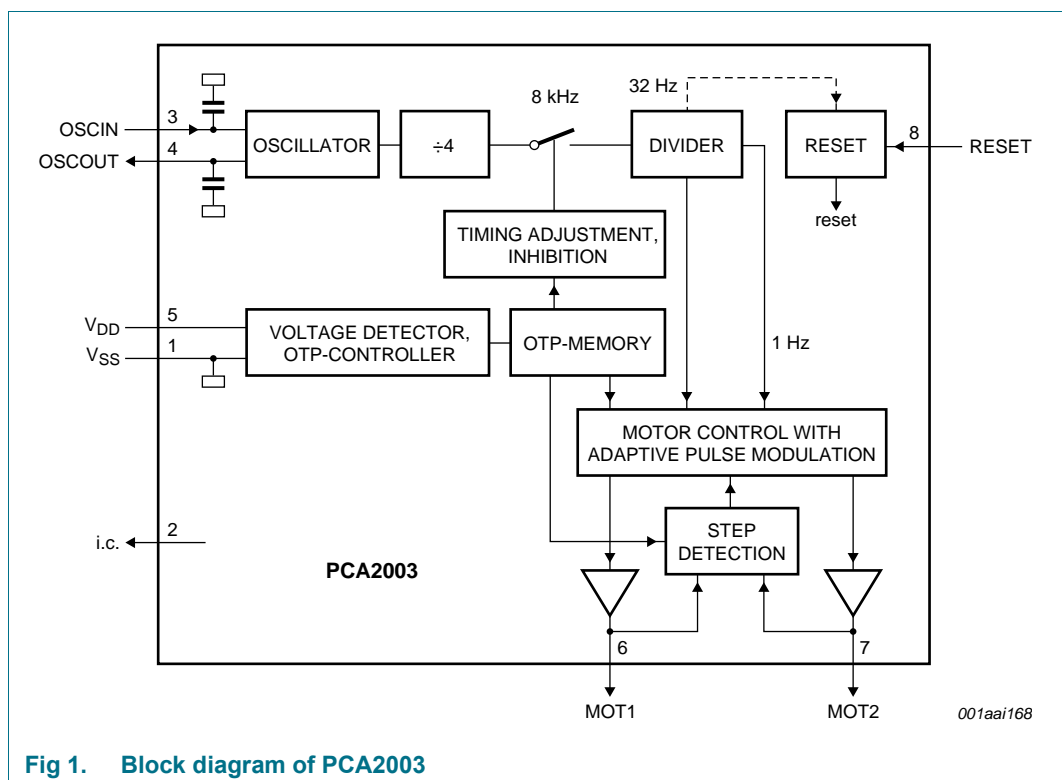 32 Hz
8 kHz
3
OSCIN
OSCILLATOR
÷4
DIVIDER
RESET
8
RESET
4
OSCOUT
reset
TIMING ADJUSTMENT,
INHIBITION
5
VDD
VOLTAGE DETECTOR,
OTP-CONTROLLER
OTP-MEMORY
1
VSS
1 Hz
MOTOR CONTROL WITH
ADAPTIVE PULSE MODULATION
2
i.c.
STEP
DETECTION
PCA2003
6
7
MOT1
MOT2
001aai168
Fig 1. Block diagram of PCA2003